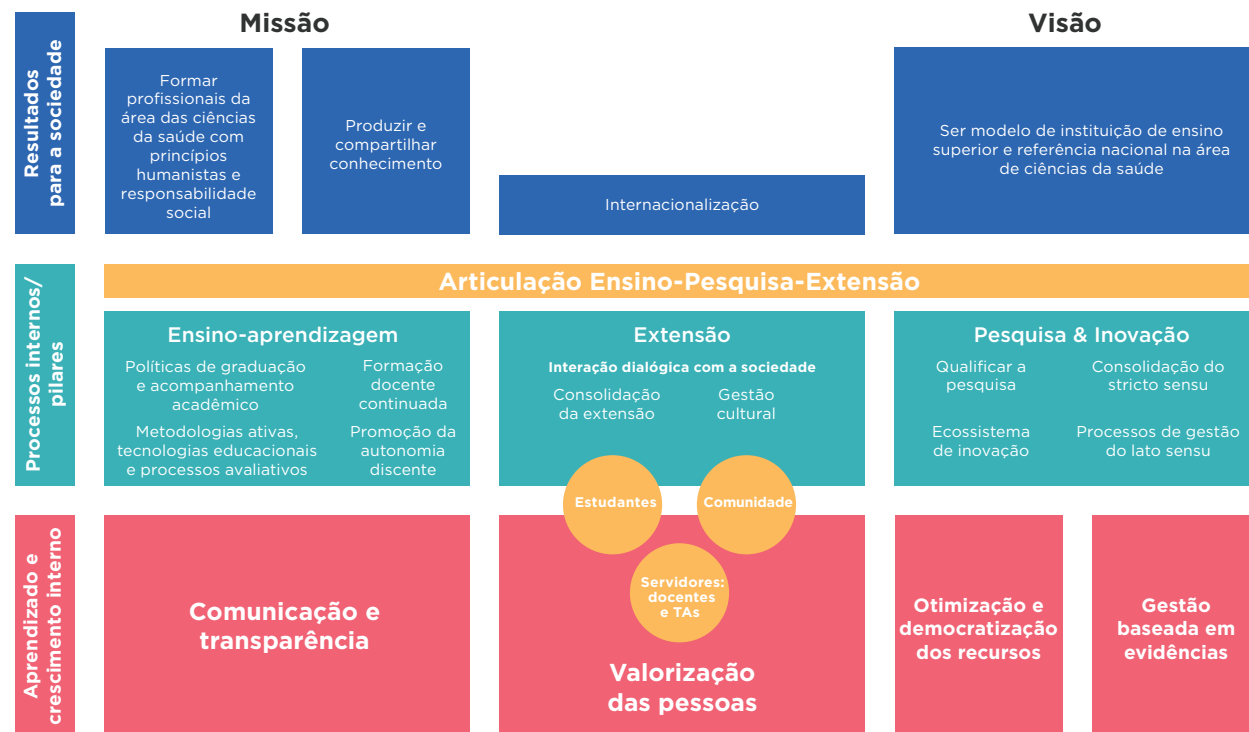 Missão
Visão
Resultados
para a sociedade
Formar
profissionais da
área das ciências
da saúde com
princípios
humanistas e
responsabilidade
social
Produzir e
compartilhar
conhecimento
Internacionalização
Ser modelo de instituição de ensino
superior e referência nacional na área
de ciências da saúde
Processos internos/
pilares
Articulação Ensino-Pesquisa-Extensão
Ensino-aprendizagem
Políticas de graduação
e acompanhamento
acadêmico
Formação
docente
continuada
Metodologias ativas,
tecnologias educacionais
e processos avaliativos
Promoção da
autonomia
discente
Extensão
Interação dialógica com a sociedade
Consolidação
da extensão
Gestão
cultural
Pesquisa & Inovação
Qualificar a
pesquisa
Consolidação do
stricto sensu
Ecossistema
de inovação
Processos de gestão
do lato sensu
Estudantes
Comunidade
Servidores:
docentes
e TAs
Aprendizado e
crescimento interno
Comunicação e
transparência
Valorização
das pessoas
Otimização e
democratização
dos recursos
Gestão
baseada em
evidências